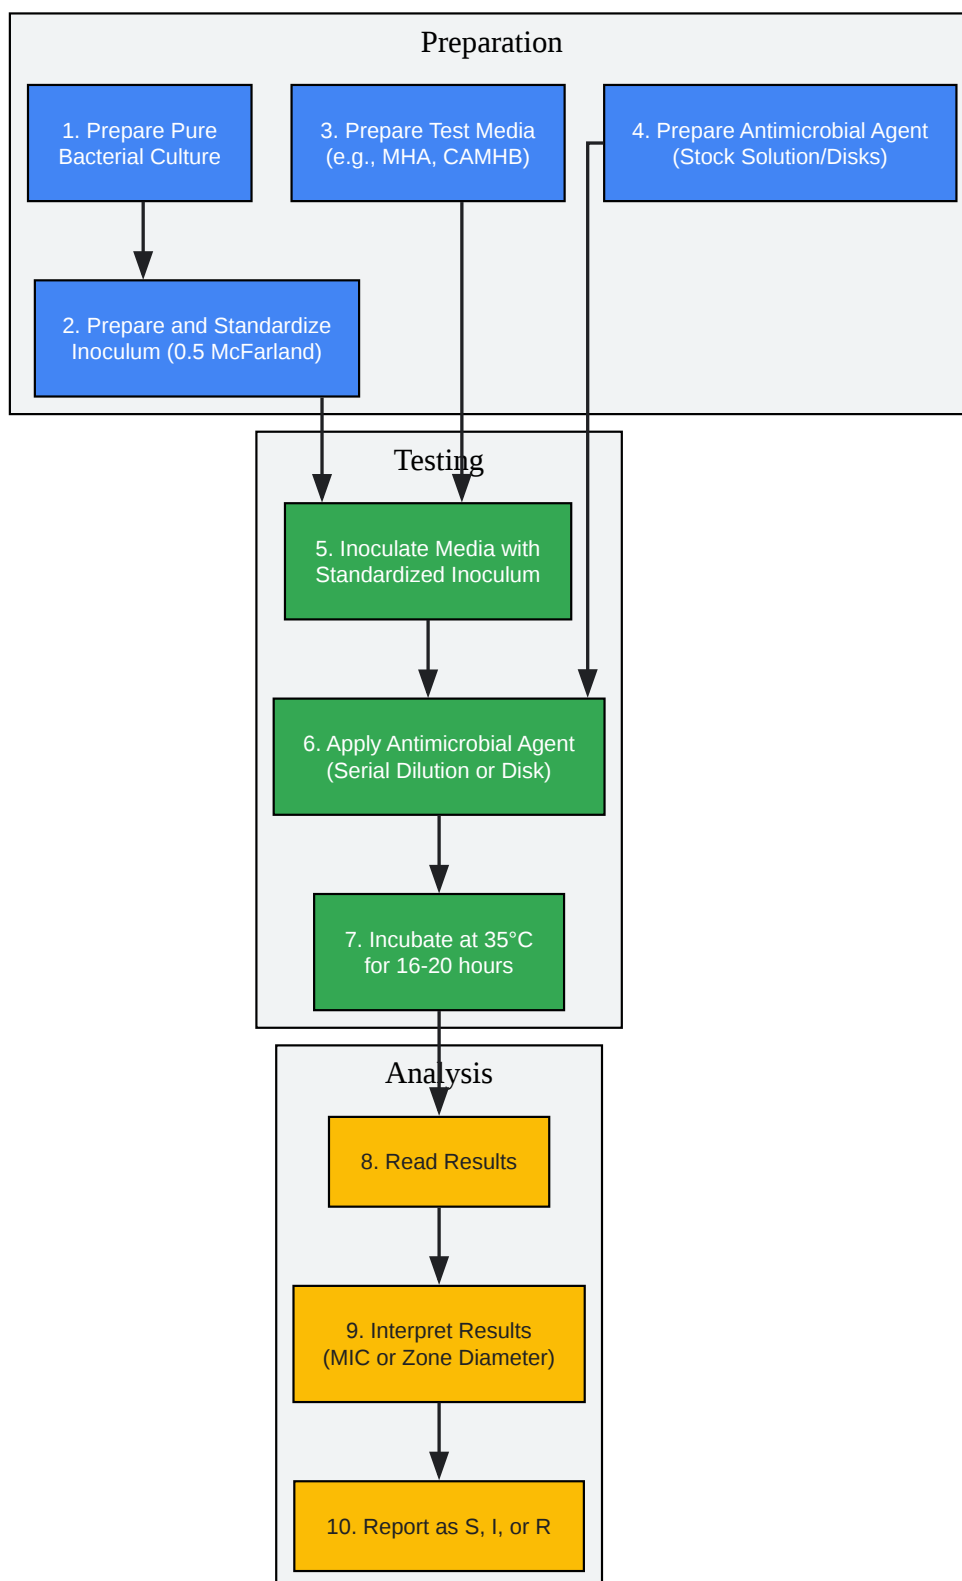 Preparation
1. Prepare Pure
Bacterial Culture
3. Prepare Test Media
(e.g., MHA, CAMHB)
4. Prepare Antimicrobial Agent
(Stock Solution/Disks)
2. Prepare and Standardize
Inoculum (0.5 McFarland)
Testing
5. Inoculate Media with
Standardized Inoculum
6. Apply Antimicrobial Agent
(Serial Dilution or Disk)
7. Incubate at 35°C
for 16-20 hours
Analysis
8. Read Results
9. Interpret Results
(MIC or Zone Diameter)
10. Report as S, I, or R